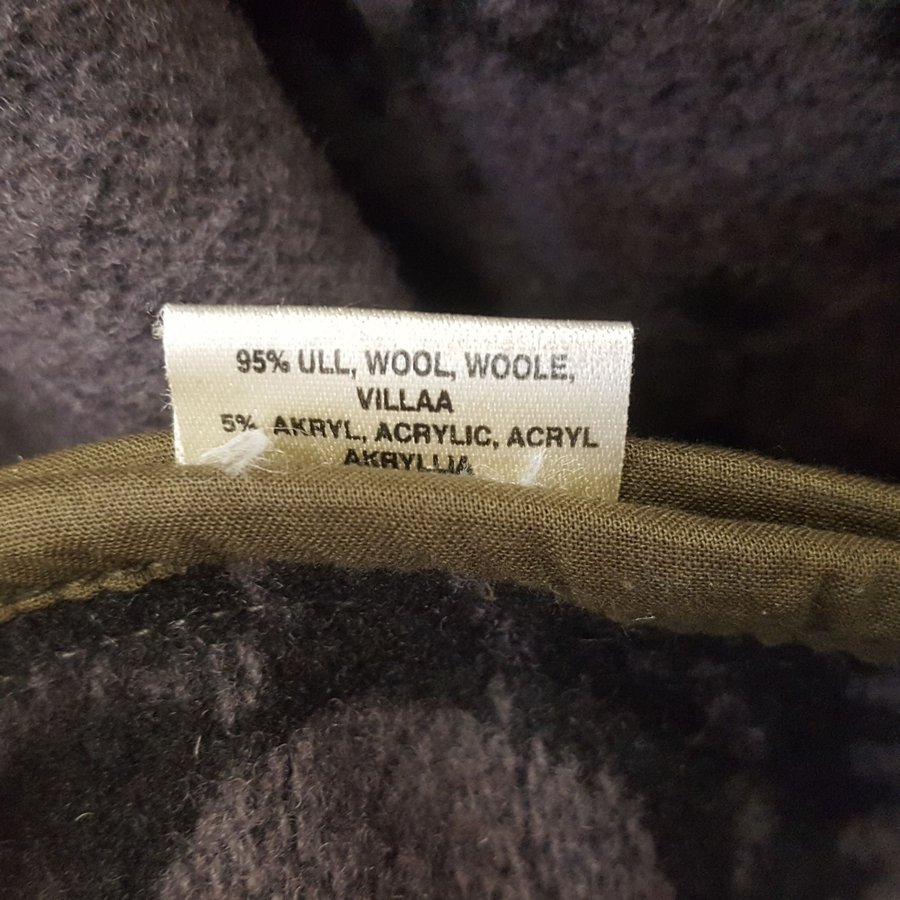 95% ULL, WOOL, WOOLE,
VILLAA
5% AKRYL, ACRYLIC, ACRYL
AKRYLLIA